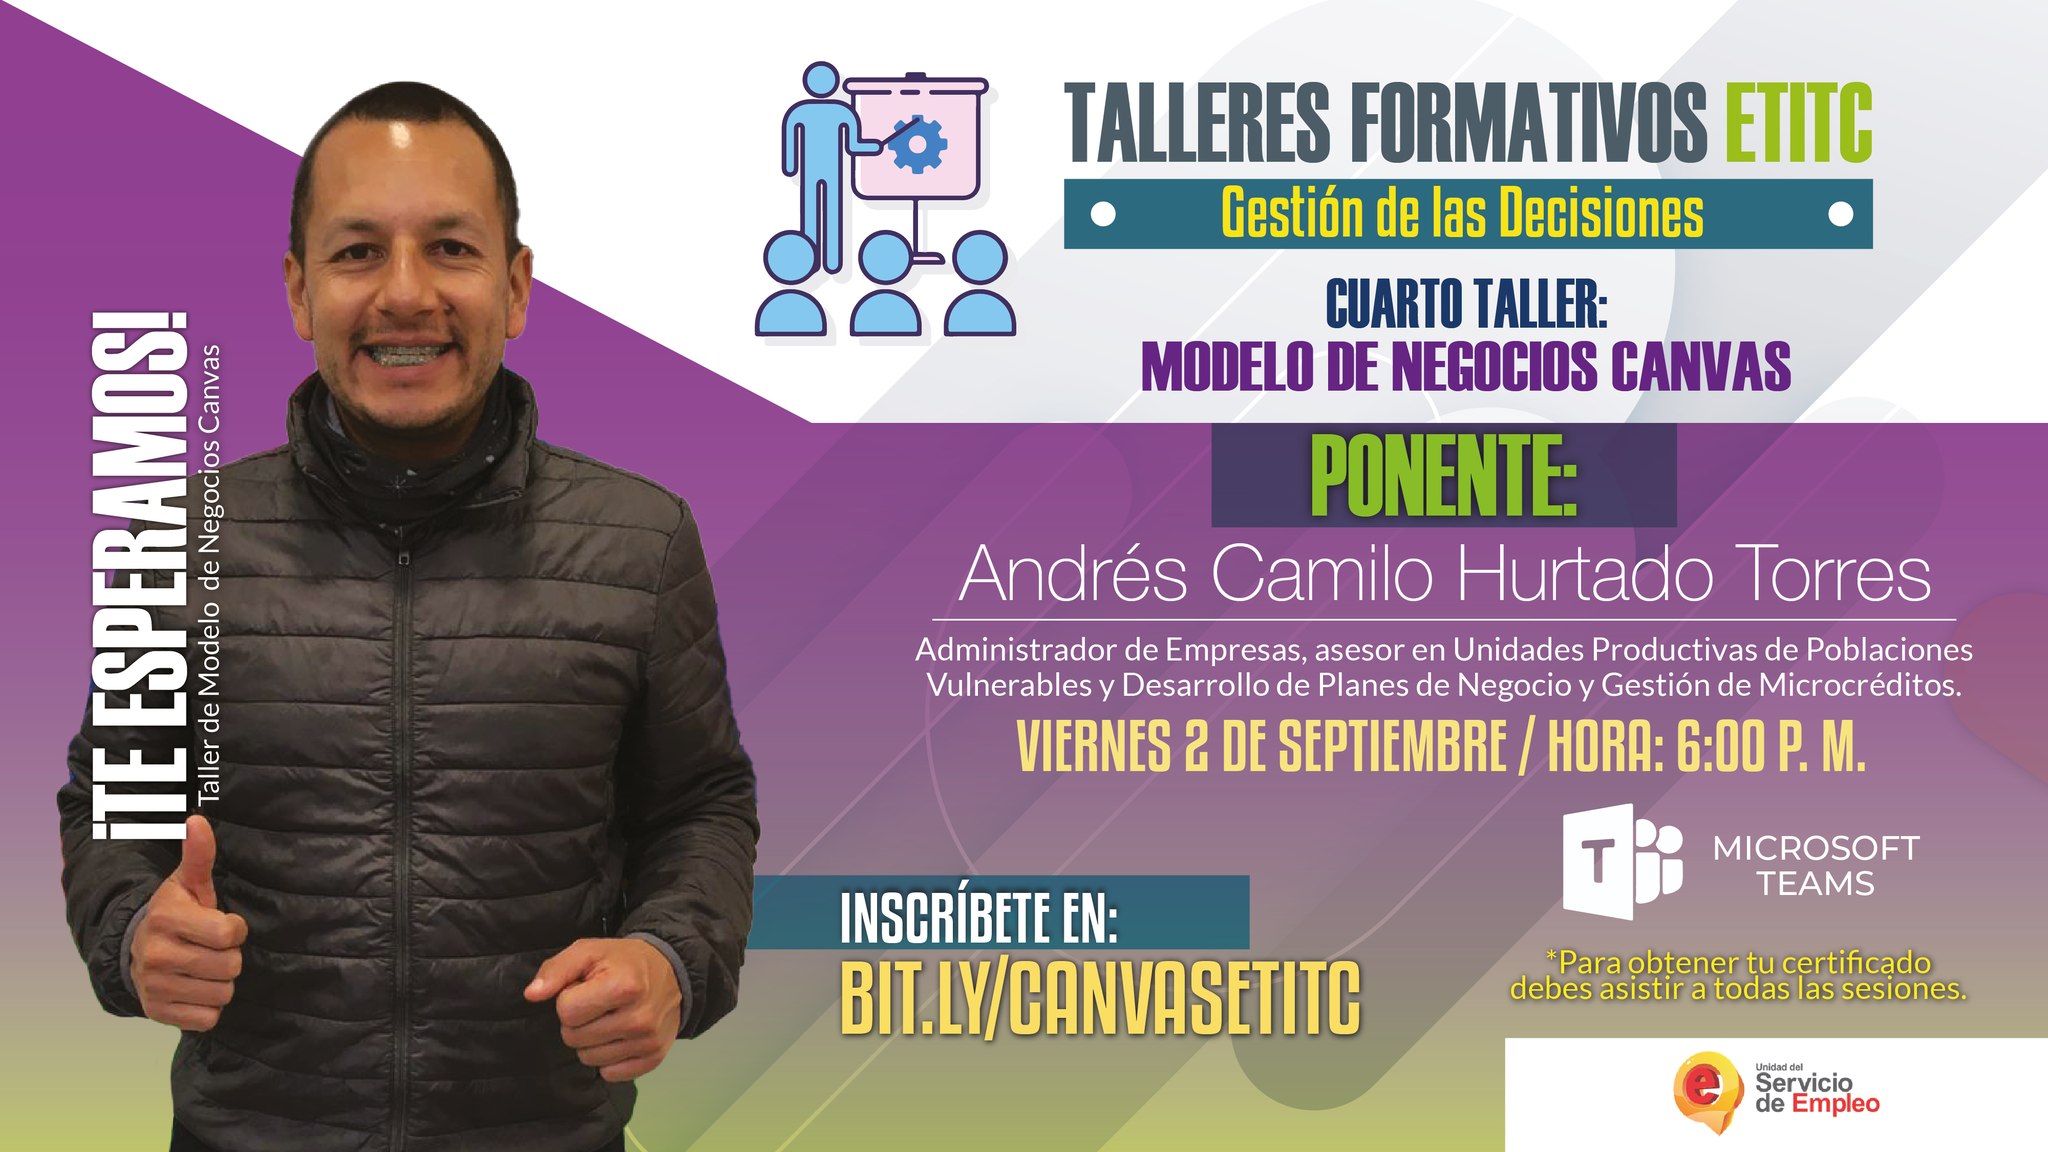 TALLERES FORMATIVOS ETITC
Gestión de las Decisiones
CUARTO TALLER:
MODELO DE NEGOCIOS CANVAS
¡TE ESPERAMOS!
Taller de Modelo de Negocios Canvas
PONENTE:
Andrés Camilo Hurtado Torres
Administrador de Empresas, asesor en Unidades Productivas de Poblaciones
Vulnerables y Desarrollo de Planes de Negocio y Gestión de Microcréditos.
VIERNES 2 DE SEPTIEMBRE / HORA: 6:00 P. M.
T
MICROSOFT
TEAMS
INSCRÍBETE EN:
BIT.LY/CANVASETITC
*Para obtener tu certificado
debes asistir a todas las sesiones.
e
Unidad del
Servicio
de Empleo